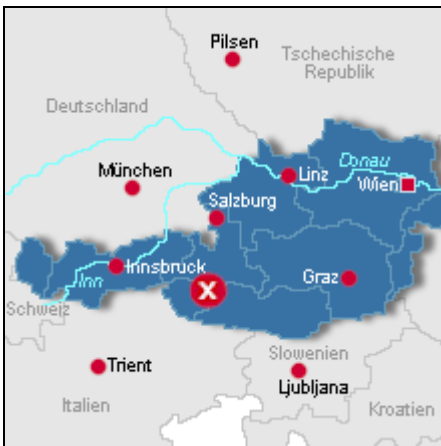 Pilsen
Tschechische
Republik
Deutschland
München
Donau
Linz
Wien
Salzburg
Inn
Innsbruck
X
Graz
Schweiz
Trient
Slowenien
Ljubljana
Italien
Kroatien